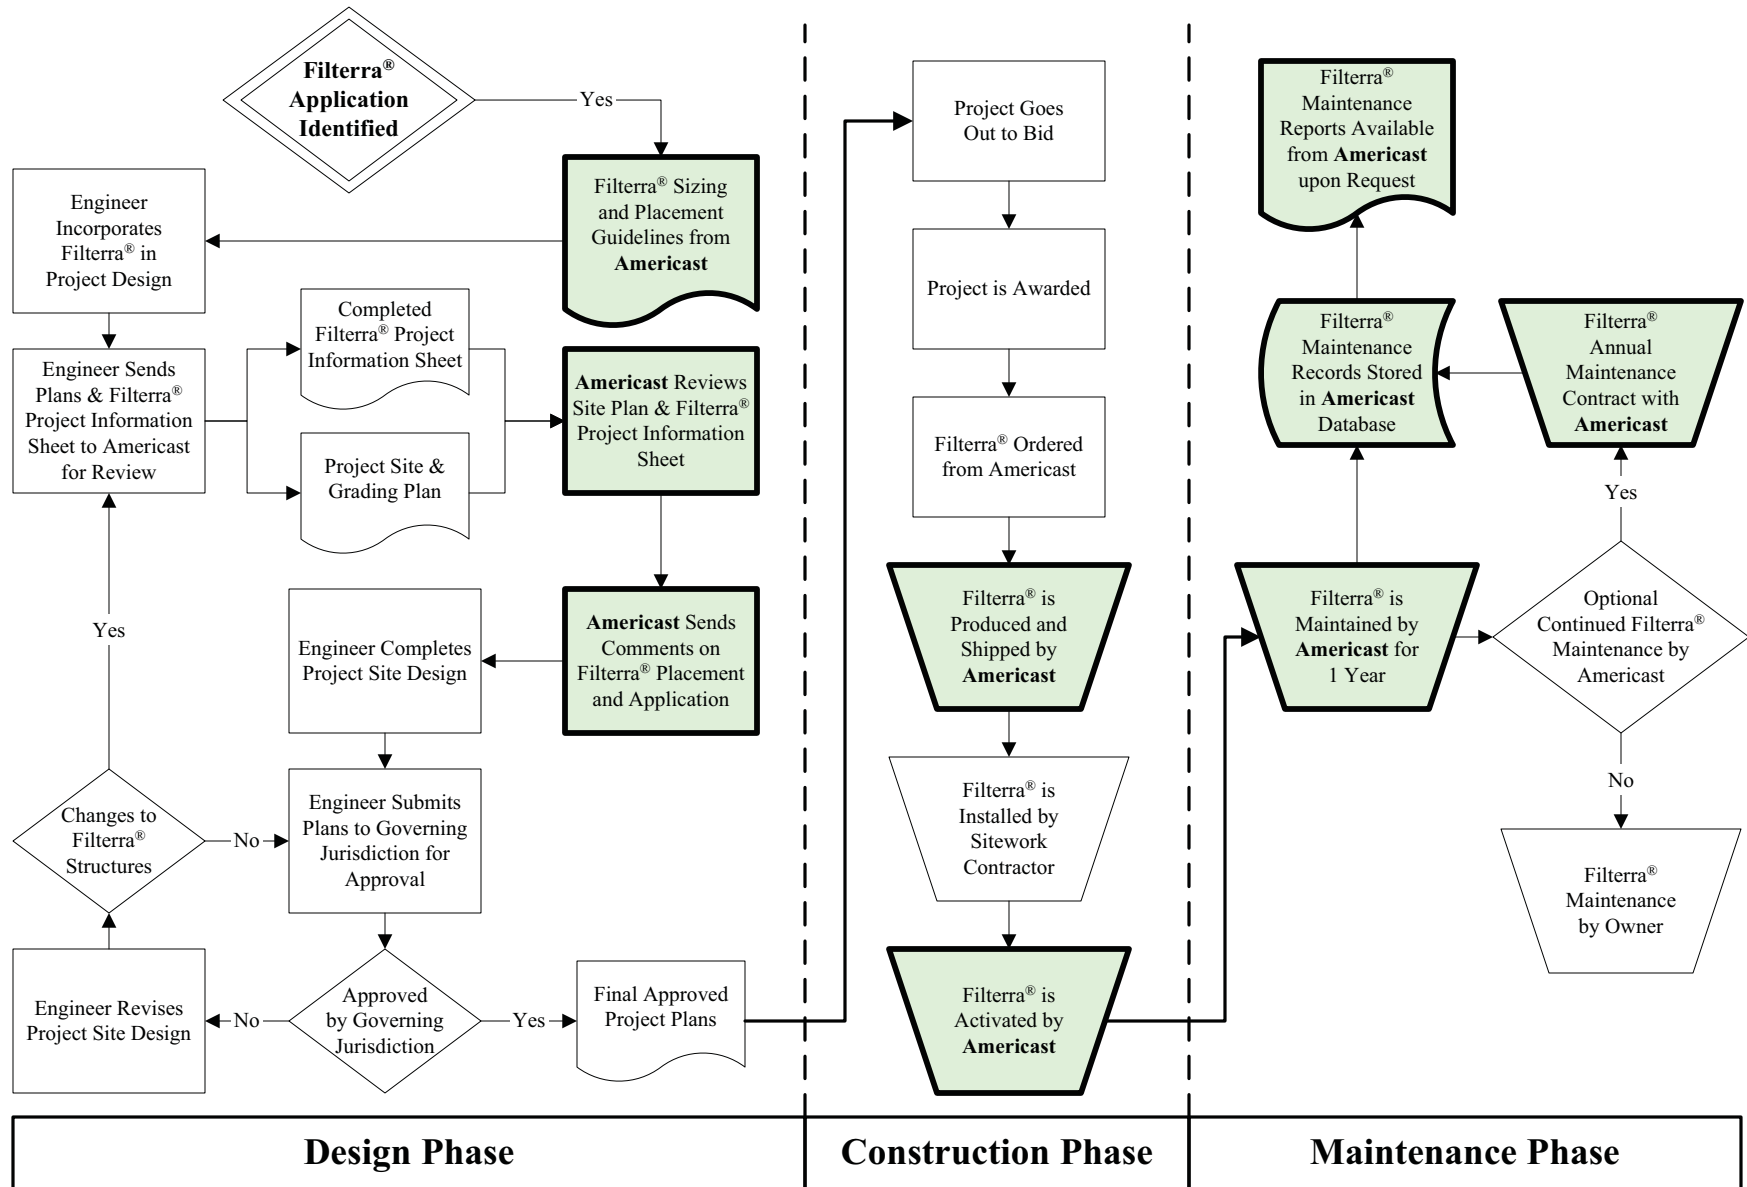 Filterra®
Application
Identified
Yes
Filterra® Sizing
and Placement
Guidelines from
Americast
Engineer
Incorporates
Filterra® in
Project Design
Engineer Sends
Plans & Filterra®
Project Information
Sheet to Americast
for Review
Completed
Filterra® Project
Information Sheet
Project Site &
Grading Plan
Americast Reviews
Site Plan & Filterra®
Project Information
Sheet
Americast Sends
Comments on
Filterra® Placement
and Application
Engineer Completes
Project Site Design
Engineer Submits
Plans to Governing
Jurisdiction for
Approval
Approved
by Governing
Jurisdiction
No
Engineer Revises
Project Site Design
Changes to
Filterra®
Structures
No
Yes
Yes
Final Approved
Project Plans
Project Goes
Out to Bid
Project is Awarded
Filterra® Ordered
from Americast
Filterra® is
Produced and
Shipped by
Americast
Filterra® is
Installed by
Sitework
Contractor
Filterra® is
Activated by
Americast
Filterra® is
Maintained by
Americast for
1 Year
Filterra®
Maintenance
Records Stored
in Americast
Database
Filterra®
Maintenance
Reports Available
from Americast
upon Request
Optional
Continued Filterra®
Maintenance by
Americast
Yes
Filterra®
Annual
Maintenance
Contract with
Americast
No
Filterra®
Maintenance
by Owner
Design Phase
Construction Phase
Maintenance Phase